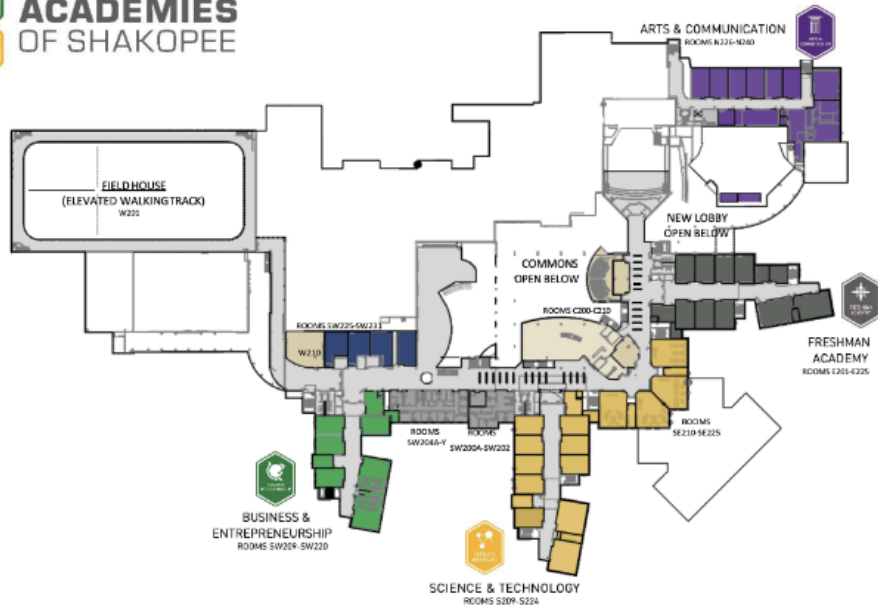 ACADEMIES
OF SHAKOPEE
ARTS & COMMUNICATION
ROOMS N226-N240
FIELD HOUSE
(ELEVATED WALKING TRACK)
W201
NEW LOBBY
OPEN BELOW
COMMONS
OPEN BELOW
ROOMS C200-C210
ROOMS SW225-SW231
W210
FRESHMAN
ACADEMY
ROOMS E201-E225
ROOMS
SE210-SE225
ROOMS
SW204A-Y
ROOMS
SW200A-SW202
BUSINESS &
ENTREPRENEURSHIP
ROOMS SW209-SW220
SCIENCE & TECHNOLOGY
ROOMS S209-S224